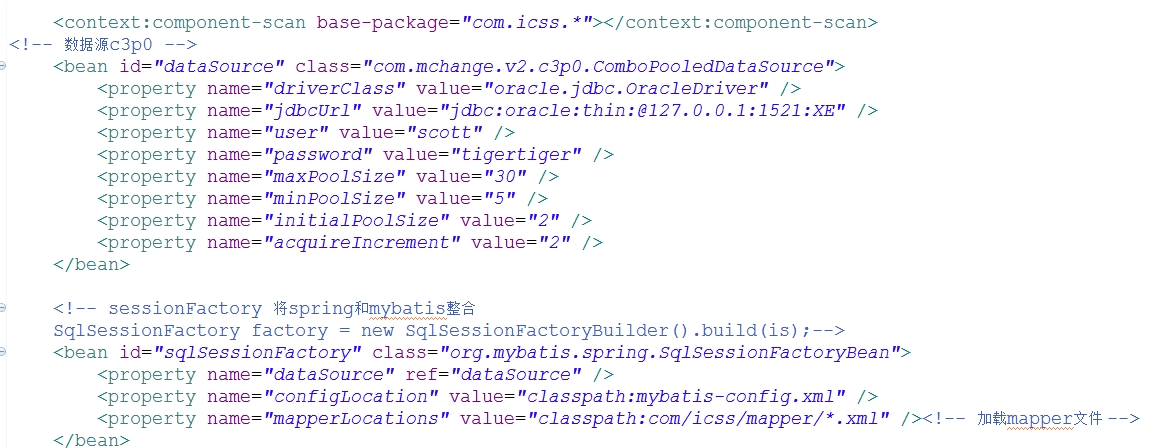 <context:component-scan base-package="com.icss.*"></context:component-scan>
<!-- 数据源c3p0 -->
<bean id="dataSource" class="com.mchange.v2.c3p0.ComboPooledDataSource">
<property name="driverClass" value="oracle.jdbc.OracleDriver" />
<property name="jdbcUrl" value="jdbc:oracle:thin:@127.0.0.1:1521:XE" />
<property name="user" value="scott" />
<property name="password" value="tigertiger" />
<property name="maxPoolSize" value="30" />
<property name="minPoolSize" value="5" />
<property name="initialPoolSize" value="2" />
<property name="acquireIncrement" value="2" />
</bean>
<!-- sessionFactory 将spring和mybatis整合
SqlSessionFactory factory = new SqlSessionFactoryBuilder().build(is);-->
<bean id="sqlSessionFactory" class="org.mybatis.spring.SqlSessionFactoryBean">
<property name="dataSource" ref="dataSource" />
<property name="configLocation" value="classpath:mybatis-config.xml" />
<property name="mapperLocations" value="classpath:com/icss/mapper/*.xml" /><!-- 加载mapper文件 -->
</bean>